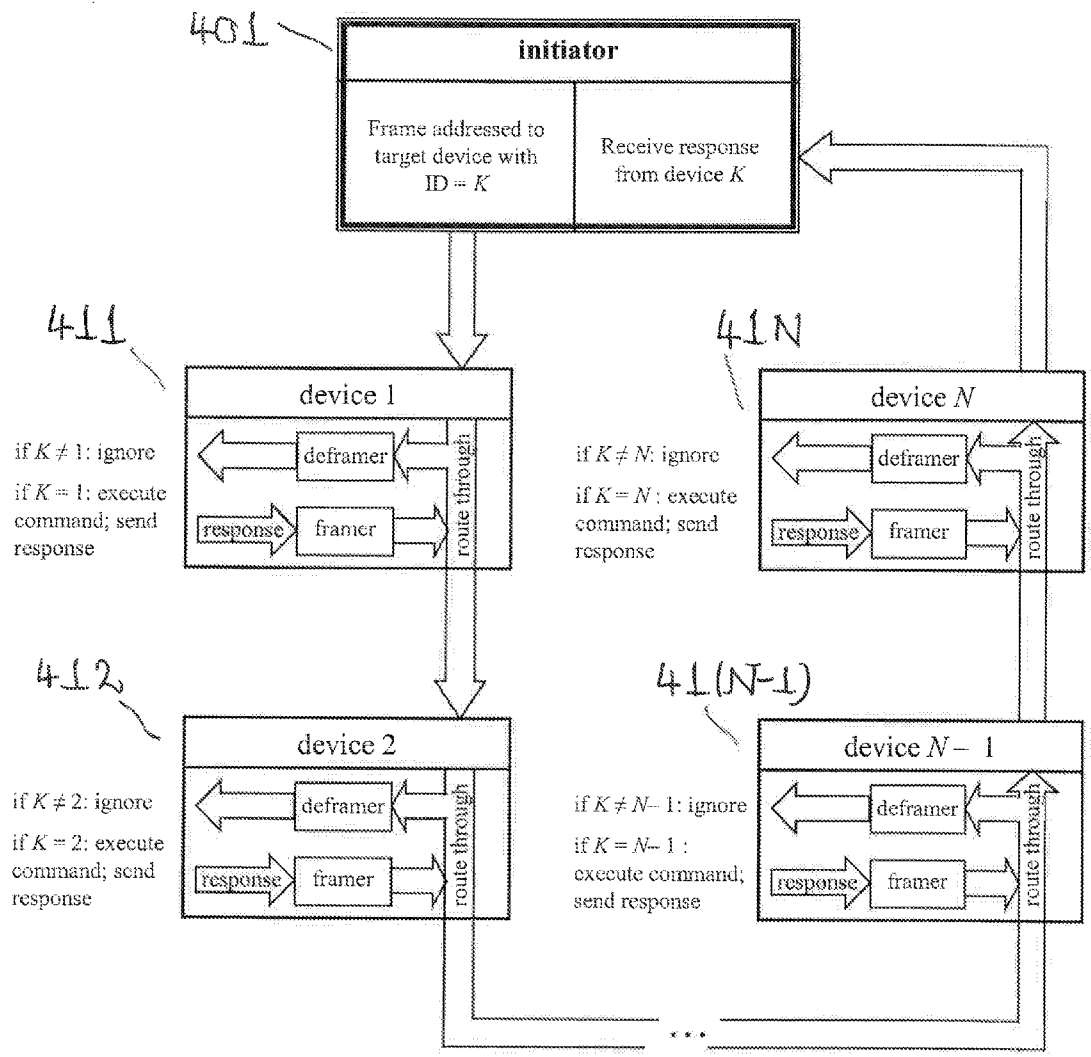 401
initiator
Frame addressed to
target device with
ID = K
Receive response
from device K
411
device 1
if K ≠ 1: ignore
if K = 1: execute
command; send
response
deframer
response
framer
route through
41N
device N
if K ≠ N: ignore
if K = N : execute
command; send
response
deframer
response
framer
route through
412
device 2
if K ≠ 2: ignore
if K = 2: execute
command; send
response
deframer
response
framer
route through
41(N-1)
device N – 1
if K ≠ N– 1: ignore
if K = N– 1 :
execute command;
send response
deframer
response
framer
route through
...